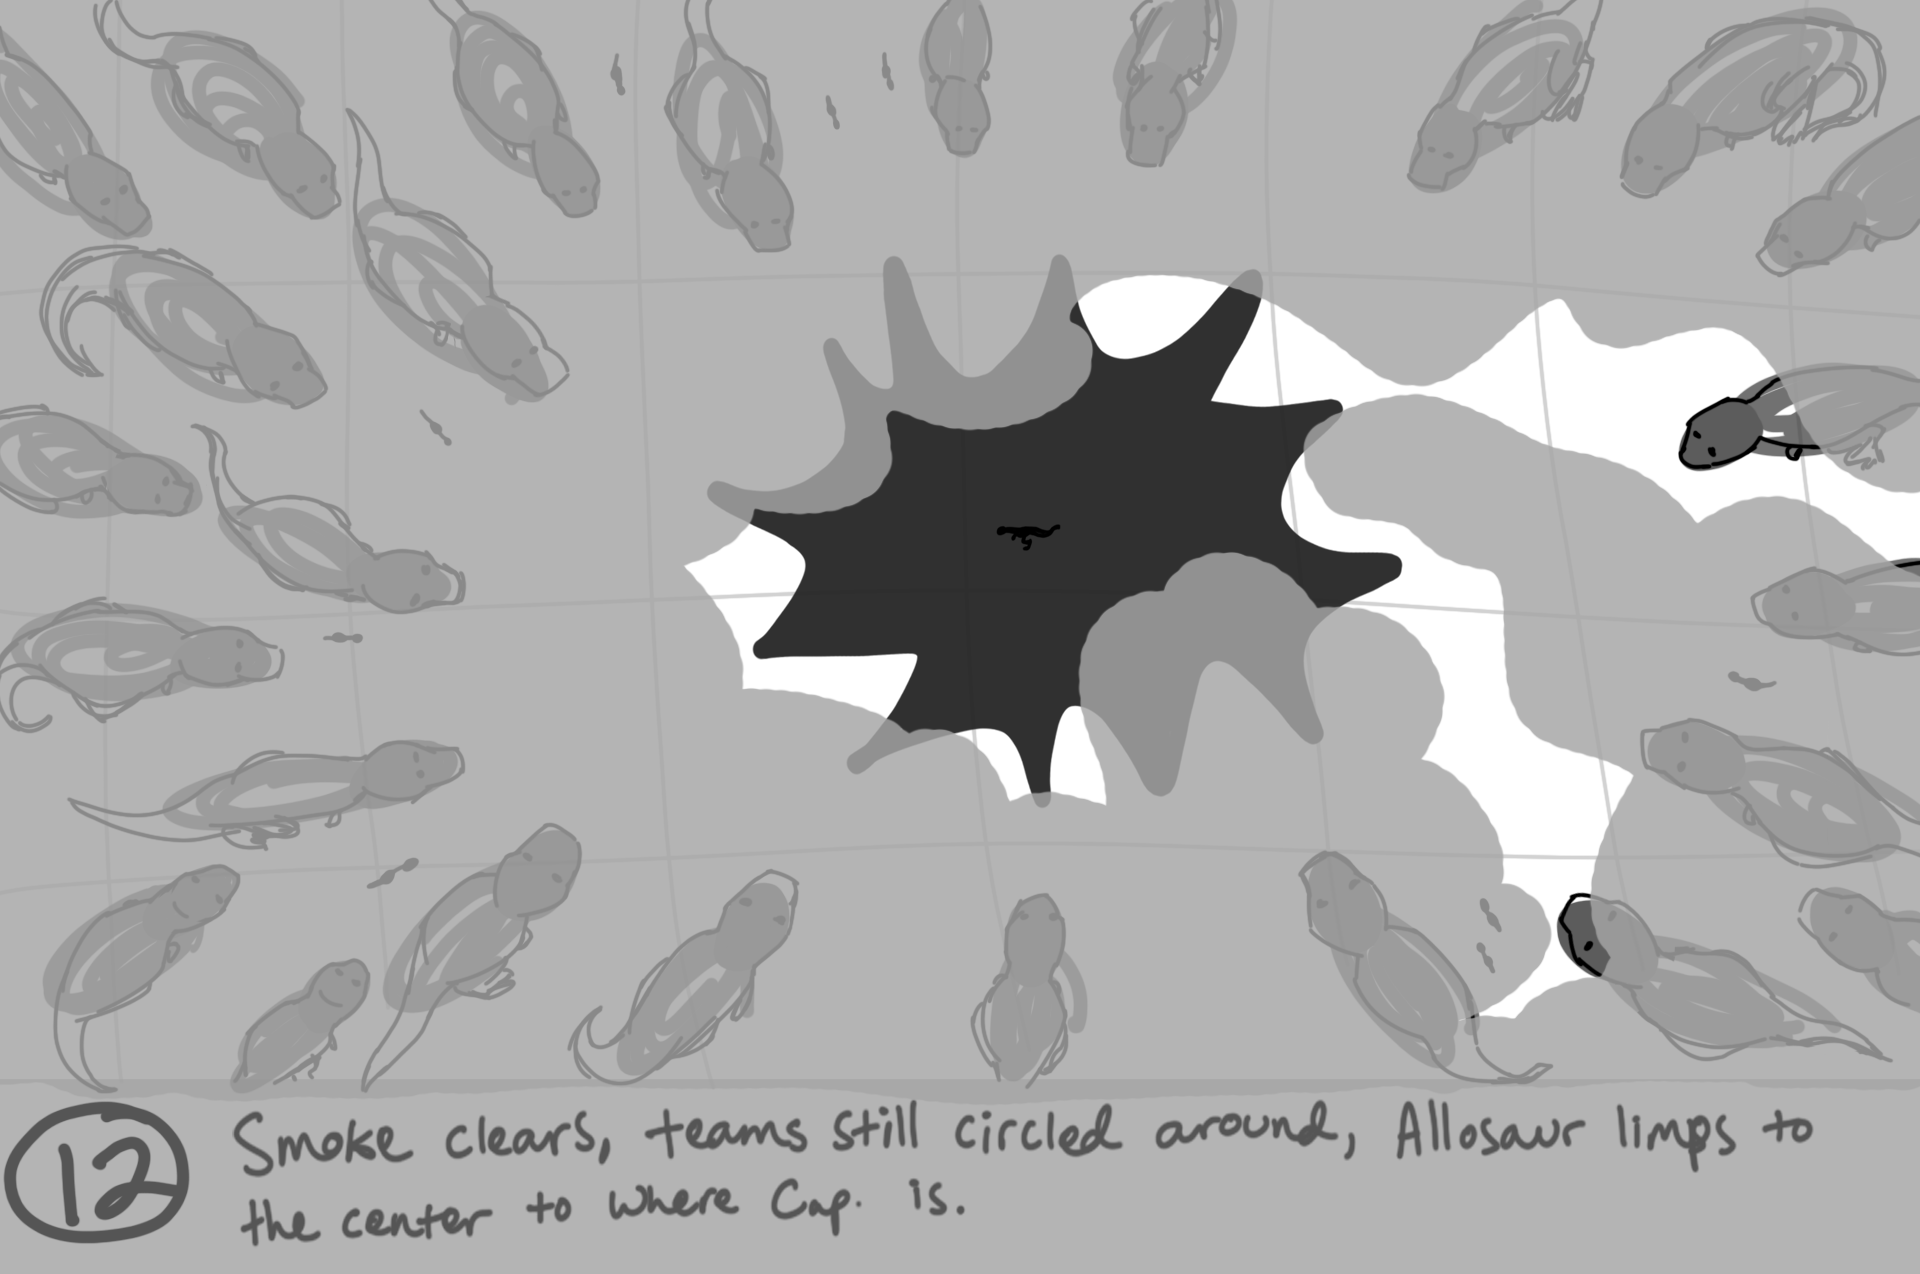 12
Smoke clears, teams still circled around, Allosaur limps to
the center to where Cap. is.